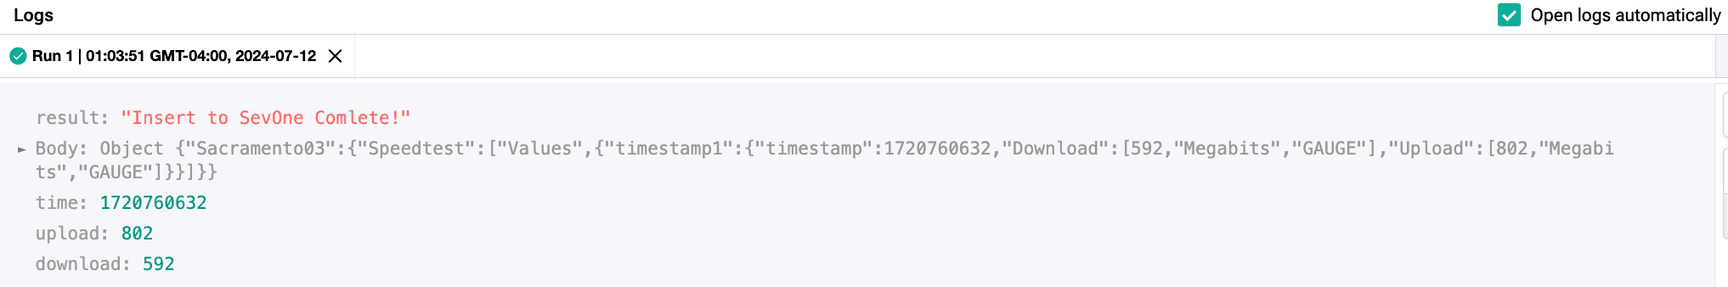 Logs
Open logs automatically
Run 1 | 01:03:51 GMT-04:00, 2024-07-12
result: "Insert to SevOne Comlete!"
Body: Object {"Sacramento03":{"Speedtest":["Values",{"timestamp1":{"timestamp":1720760632,"Download":[592,"Megabits","GAUGE"],"Upload":[802,"Megabi
ts","GAUGE"]}}]}}
time: 1720760632
upload: 802
download: 592